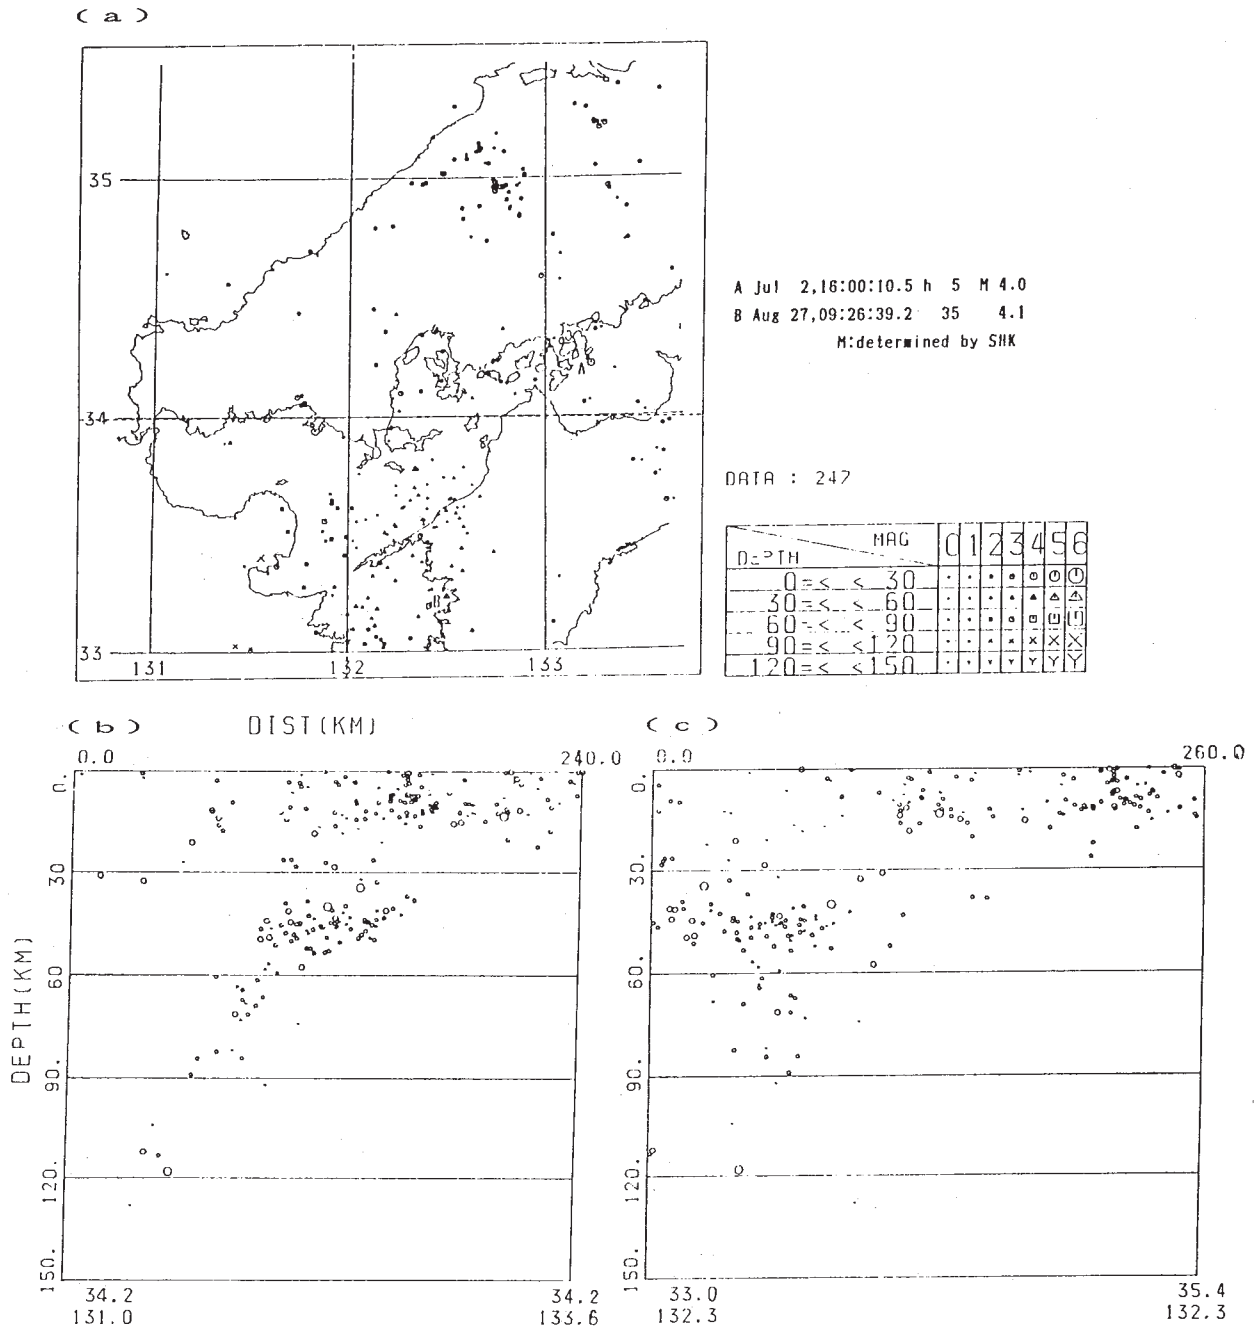 ( a )
35
34
33
131
132
133
A
B
A Jul 2,16:00:10.5 h 5 M 4.0
B Aug 27,09:26:39.2 35 4.1
M:determined by SHK
DATA : 247
MAG
DEPTH
0 1 2 3 4 5 6
0=< < 30
30=< < 60
60=< < 90
90=< <120
120=< <150
( b )
DIST(KM)
( c )
0.0
240.0
0.0
260.0
DEPTH(KM)
0.
30.
60.
90.
120.
150.
0.
30.
60.
90.
120.
150.
34.2
131.0
34.2
133.6
33.0
132.3
35.4
132.3